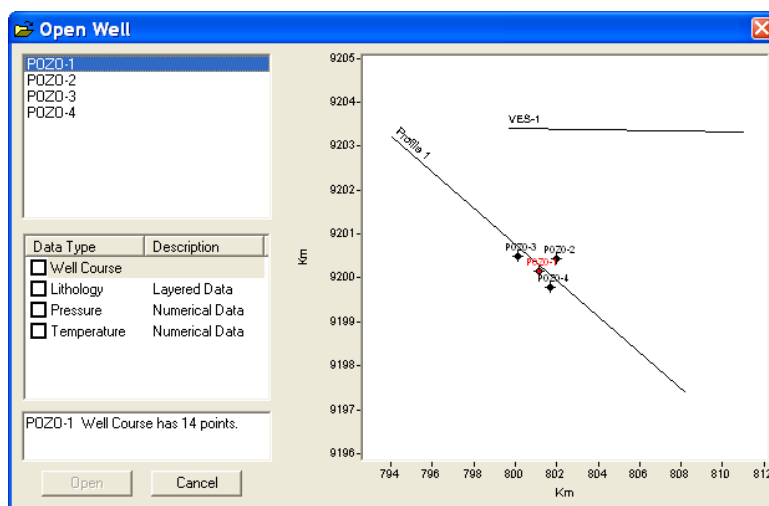 Open Well
POZO-1
POZO-2
POZO-3
POZO-4
Data Type Description
Well Course
Lithology Layered Data
Pressure Numerical Data
Temperature Numerical Data
POZO-1 Well Course has 14 points.
Open Cancel
9205
9204
9203
9202
9201
9200
9199
9198
9197
9196
Km
VES-1
Profile 1
POZO-3 POZO-2
POZO-1
POZO-4
794 796 798 800 802 804 806 808 810 812
Km